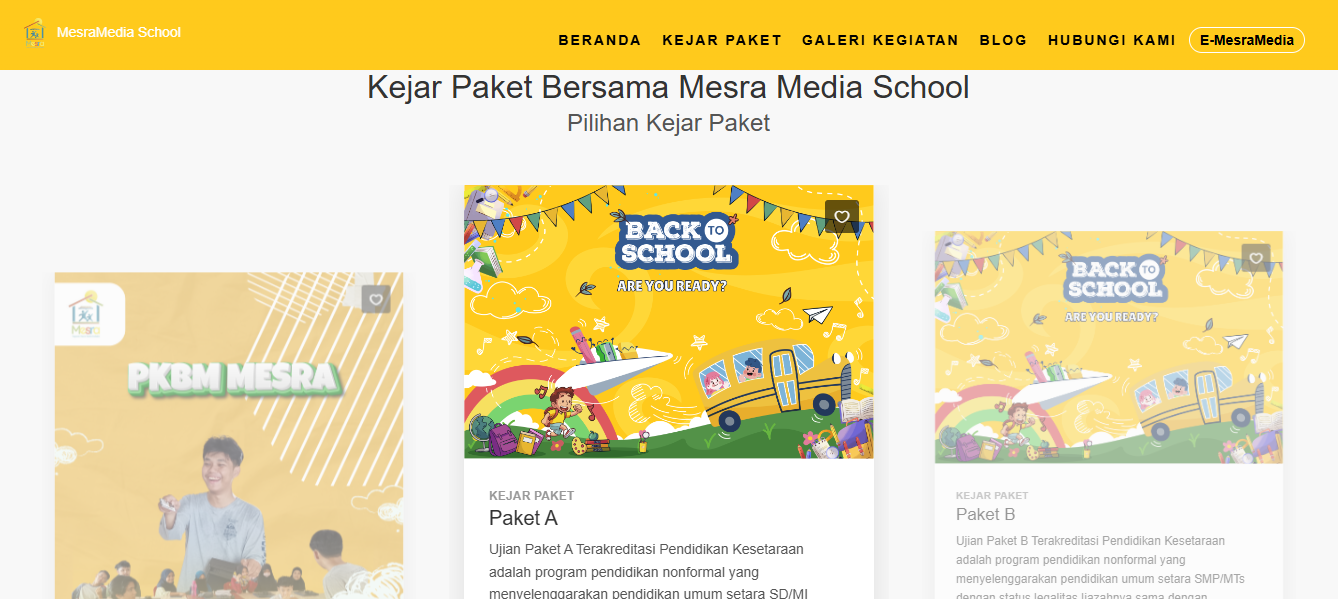 MesraMedia School
BERANDA KEJAR PAKET GALERI KEGIATAN BLOG HUBUNGI KAMI E-MesraMedia
Kejar Paket Bersama Mesra Media School
Pilihan Kejar Paket
Mesra
PKBM MESRA
BACK TO
SCHOOL
ARE YOU READY?
KEJAR PAKET
Paket A
Ujian Paket A Terakreditasi Pendidikan Kesetaraan
adalah program pendidikan nonformal yang
menyelenggarakan pendidikan umum setara SD/MI
BACK TO
SCHOOL
ARE YOU READY?
KEJAR PAKET
Paket B
Ujian Paket B Terakreditasi Pendidikan Kesetaraan
adalah program pendidikan nonformal yang
menyelenggarakan pendidikan umum setara SMP/MTs
dengan status legalitas ijazahnya sama dengan